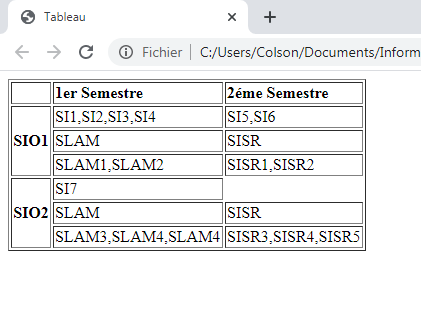 Tableau
Fichier C:/Users/Colson/Documents/Inform
1er Semestre 2éme Semestre
SI1,SI2,SI3,SI4 SI5,SI6
SIO1 SLAM SISR
SLAM1,SLAM2 SISR1,SISR2
SI7
SIO2 SLAM SISR
SLAM3,SLAM4,SLAM4 SISR3,SISR4,SISR5